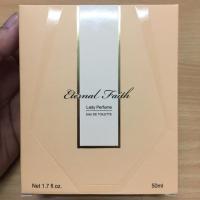 Eternal Faith
Lady Perfume
EAU DE TOILETTE
Net 1.7 fl oz.
50ml